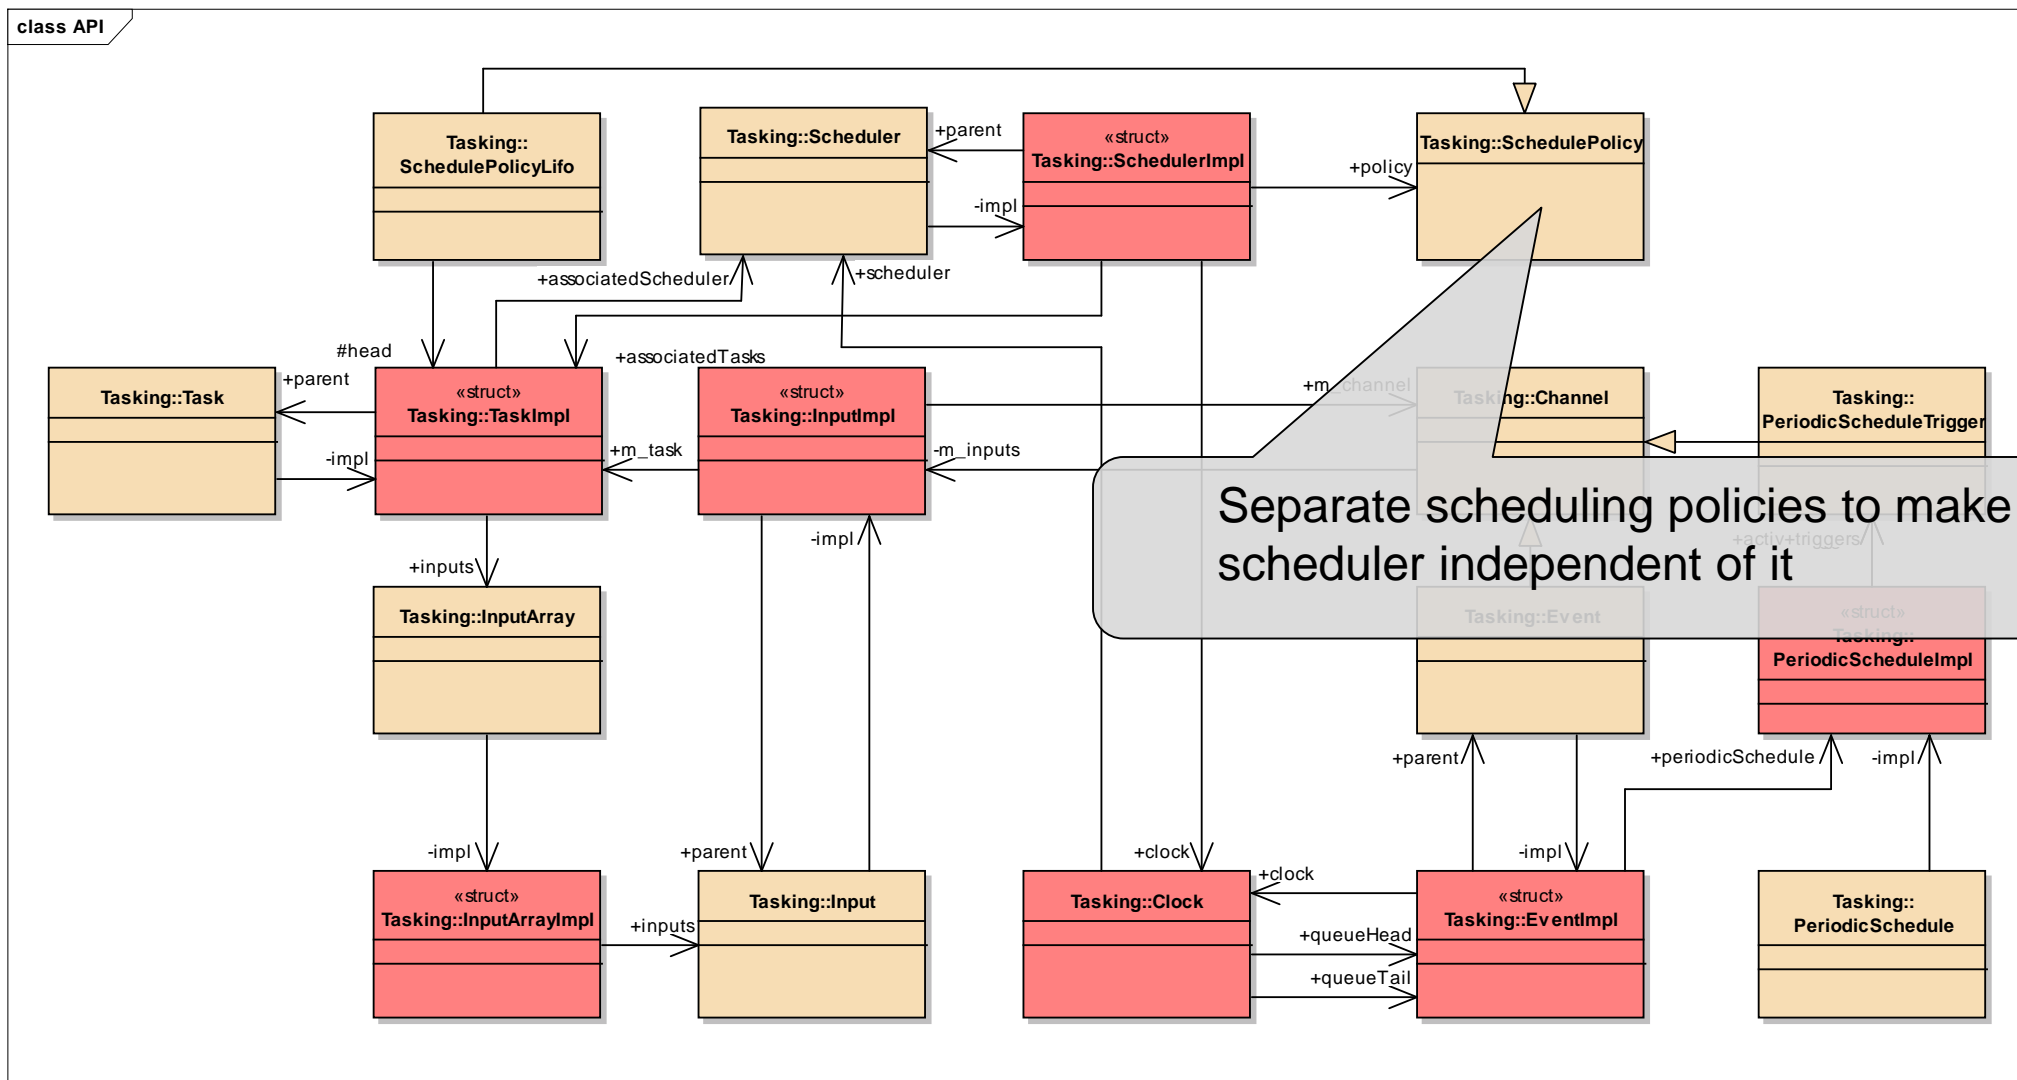 class API
Tasking::
SchedulePolicyLifo
Tasking::Scheduler
+parent
«struct»
Tasking::SchedulerImpl
-impl
Tasking::SchedulePolicy
+policy
+associatedScheduler
+scheduler
#head
+associatedTasks
Tasking::Task
+parent
-impl
«struct»
Tasking::TaskImpl
+m_task
«struct»
Tasking::InputImpl
-m_inputs
+m_channel
Tasking::Channel
Tasking::
PeriodicScheduleTrigger
Separate scheduling policies to make
scheduler independent of it
+activ+triggers
-impl
+inputs
Tasking::InputArray
Tasking::Event
«struct»
Tasking::
PeriodicScheduleImpl
+parent
+periodicSchedule
-impl
-impl
+parent
+clock
-impl
«struct»
Tasking::InputArrayImpl
+inputs
Tasking::Input
Tasking::Clock
+clock
+queueHead
+queueTail
«struct»
Tasking::EventImpl
Tasking::
PeriodicSchedule